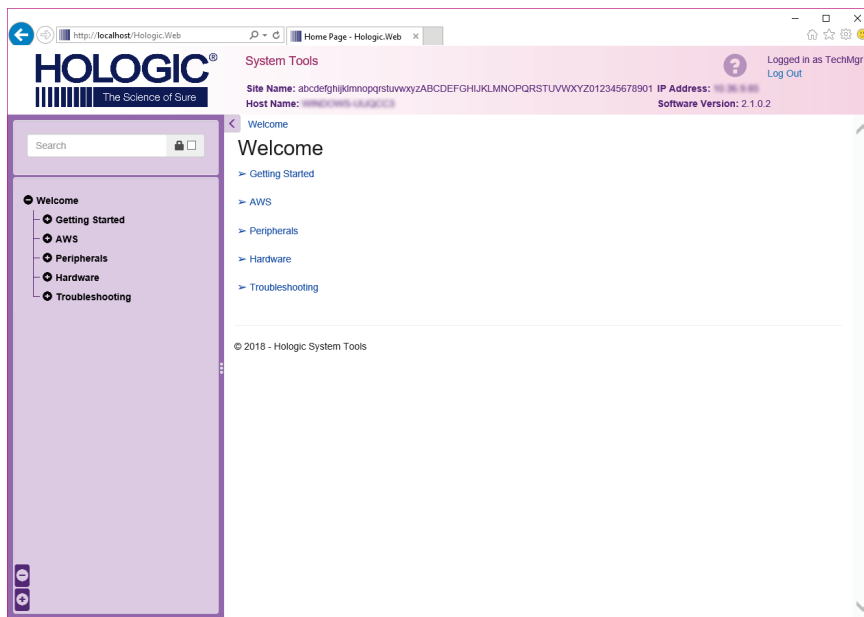 http://localhost/Hologic.Web
Home Page - Hologic.Web
HOLOGIC®
The Science of Sure
System Tools
Logged in as TechMgr
Log Out
Site Name: abcdefghijklmnopqrstuvwxyzABCDEFGHIJKLMNOPQRSTUVWXYZ012345678901 IP Address:
Host Name: Software Version: 2.1.0.2
Search
Welcome
Welcome
Getting Started
AWS
Peripherals
Hardware
Troubleshooting
Welcome
Getting Started
AWS
Peripherals
Hardware
Troubleshooting
© 2018 - Hologic System Tools